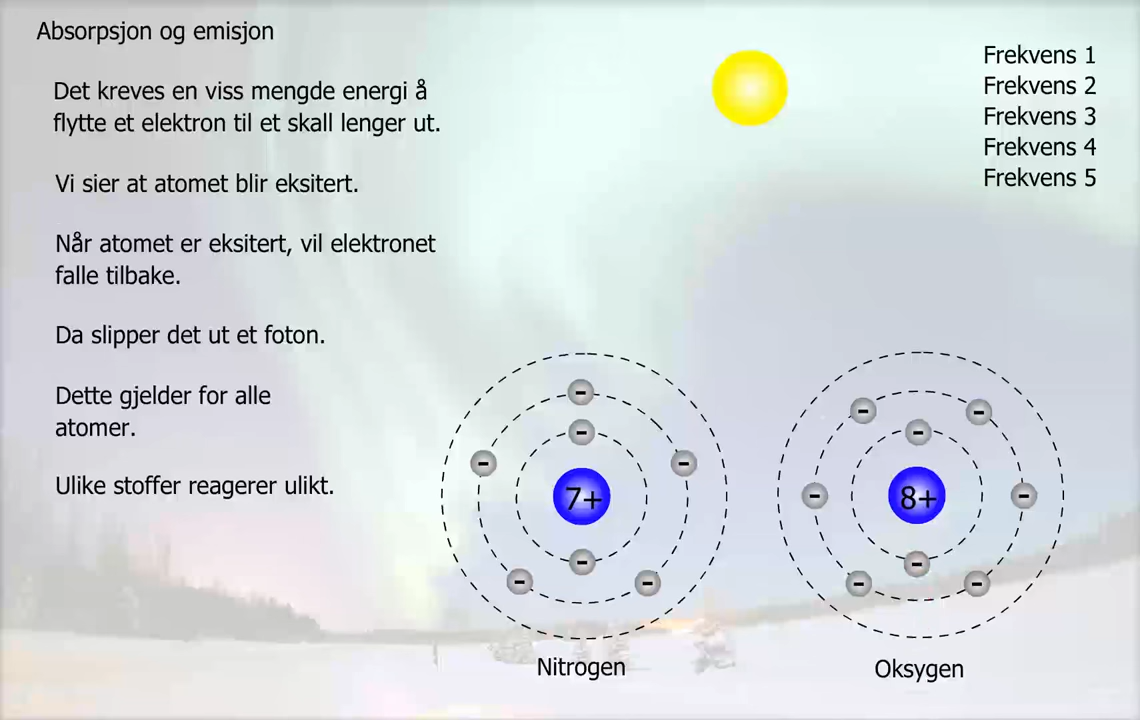 Absorpsjon og emisjon
Det kreves en viss mengde energi å
flytte et elektron til et skall lenger ut.
Vi sier at atomet blir eksitert.
Når atomet er eksitert, vil elektronet
falle tilbake.
Da slipper det ut et foton.
Dette gjelder for alle
atomer.
Ulike stoffer reagerer ulikt.
Frekvens 1
Frekvens 2
Frekvens 3
Frekvens 4
Frekvens 5
7+
8+
Nitrogen
Oksygen